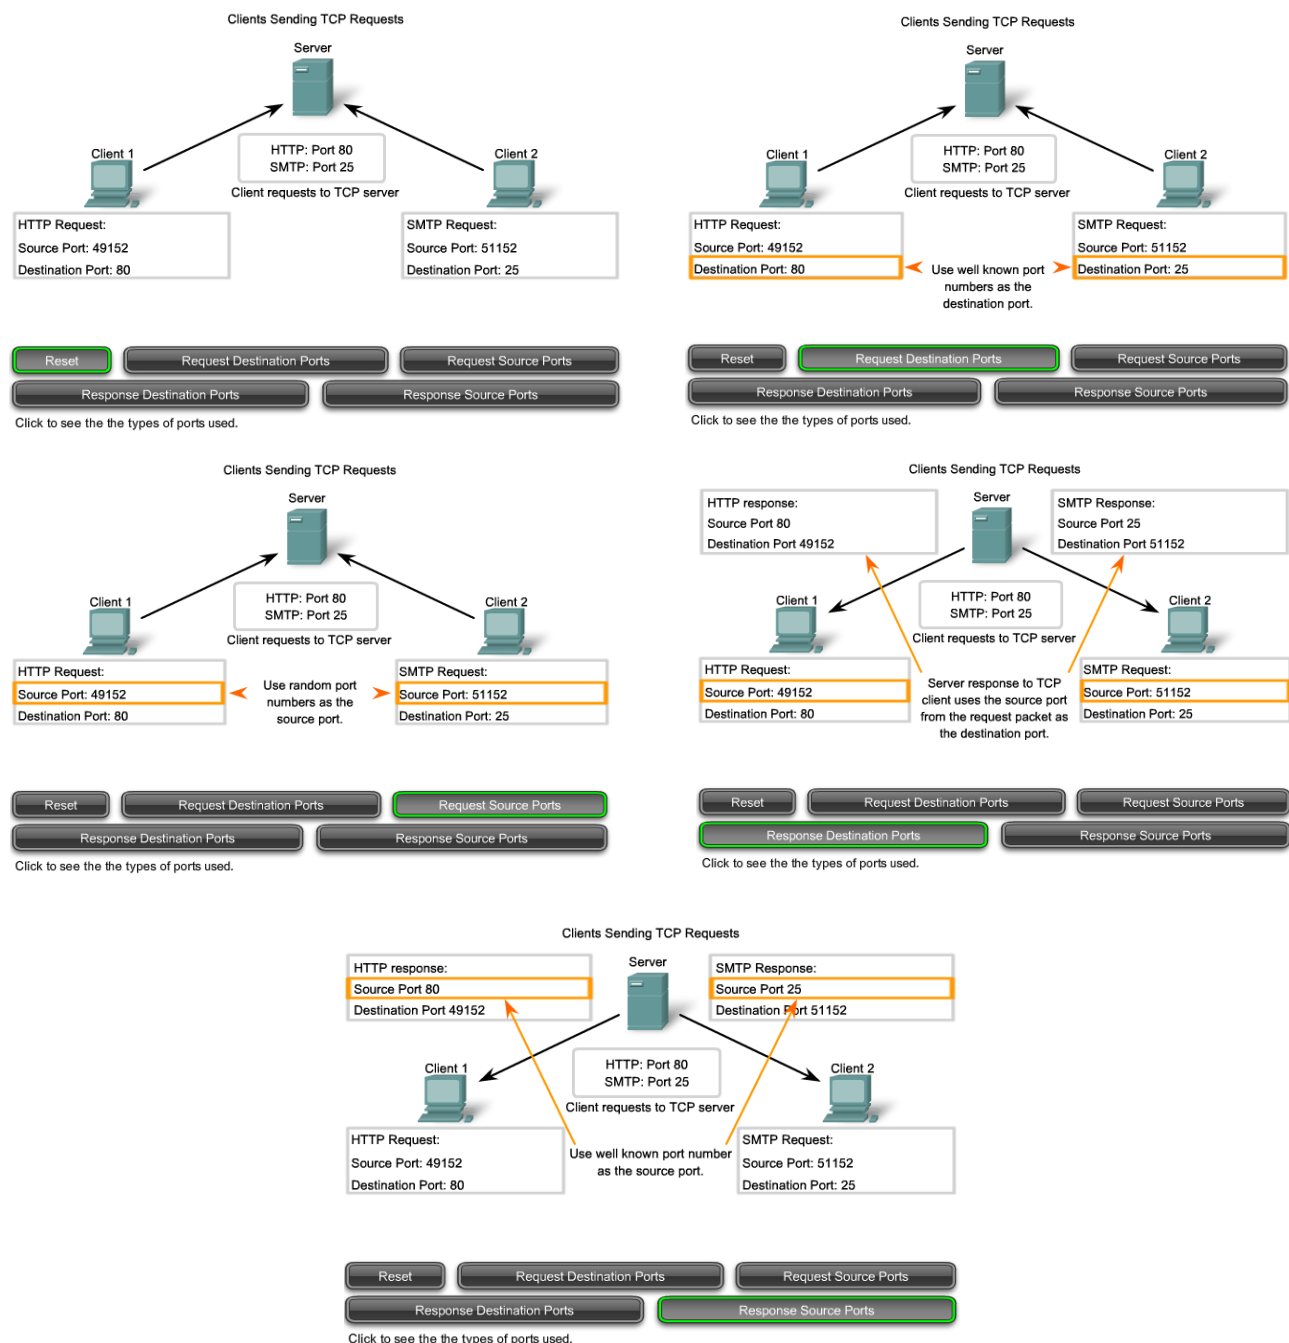 Clients Sending TCP Requests
Server
Client 1
HTTP: Port 80
SMTP: Port 25
Client 2
Client requests to TCP server
HTTP Request:
Source Port: 49152
Destination Port: 80
SMTP Request:
Source Port: 51152
Destination Port: 25
Reset
Request Destination Ports
Request Source Ports
Response Destination Ports
Response Source Ports
Click to see the the types of ports used.
Clients Sending TCP Requests
Server
Client 1
HTTP: Port 80
SMTP: Port 25
Client 2
Client requests to TCP server
HTTP Request:
Source Port: 49152
Destination Port: 80
Use well known port
numbers as the
destination port.
SMTP Request:
Source Port: 51152
Destination Port: 25
Reset
Request Destination Ports
Request Source Ports
Response Destination Ports
Response Source Ports
Click to see the the types of ports used.
Clients Sending TCP Requests
Server
Client 1
HTTP: Port 80
SMTP: Port 25
Client 2
Client requests to TCP server
HTTP Request:
Source Port: 49152
Destination Port: 80
Use random port
numbers as the
source port.
SMTP Request:
Source Port: 51152
Destination Port: 25
Reset
Request Destination Ports
Request Source Ports
Response Destination Ports
Response Source Ports
Click to see the the types of ports used.
Clients Sending TCP Requests
HTTP response:
Source Port 80
Destination Port 49152
Server
SMTP Response:
Source Port 25
Destination Port 51152
Client 1
HTTP: Port 80
SMTP: Port 25
Client 2
Client requests to TCP server
HTTP Request:
Source Port: 49152
Destination Port: 80
Server response to TCP
client uses the source port
from the request packet as
the destination port.
SMTP Request:
Source Port: 51152
Destination Port: 25
Reset
Request Destination Ports
Request Source Ports
Response Destination Ports
Response Source Ports
Click to see the the types of ports used.
Clients Sending TCP Requests
HTTP response:
Source Port 80
Destination Port 49152
Server
SMTP Response:
Source Port 25
Destination Port 51152
Client 1
HTTP: Port 80
SMTP: Port 25
Client 2
Client requests to TCP server
HTTP Request:
Source Port: 49152
Destination Port: 80
Use well known port number
as the source port.
SMTP Request:
Source Port: 51152
Destination Port: 25
Reset
Request Destination Ports
Request Source Ports
Response Destination Ports
Response Source Ports
Click to see the the types of ports used.